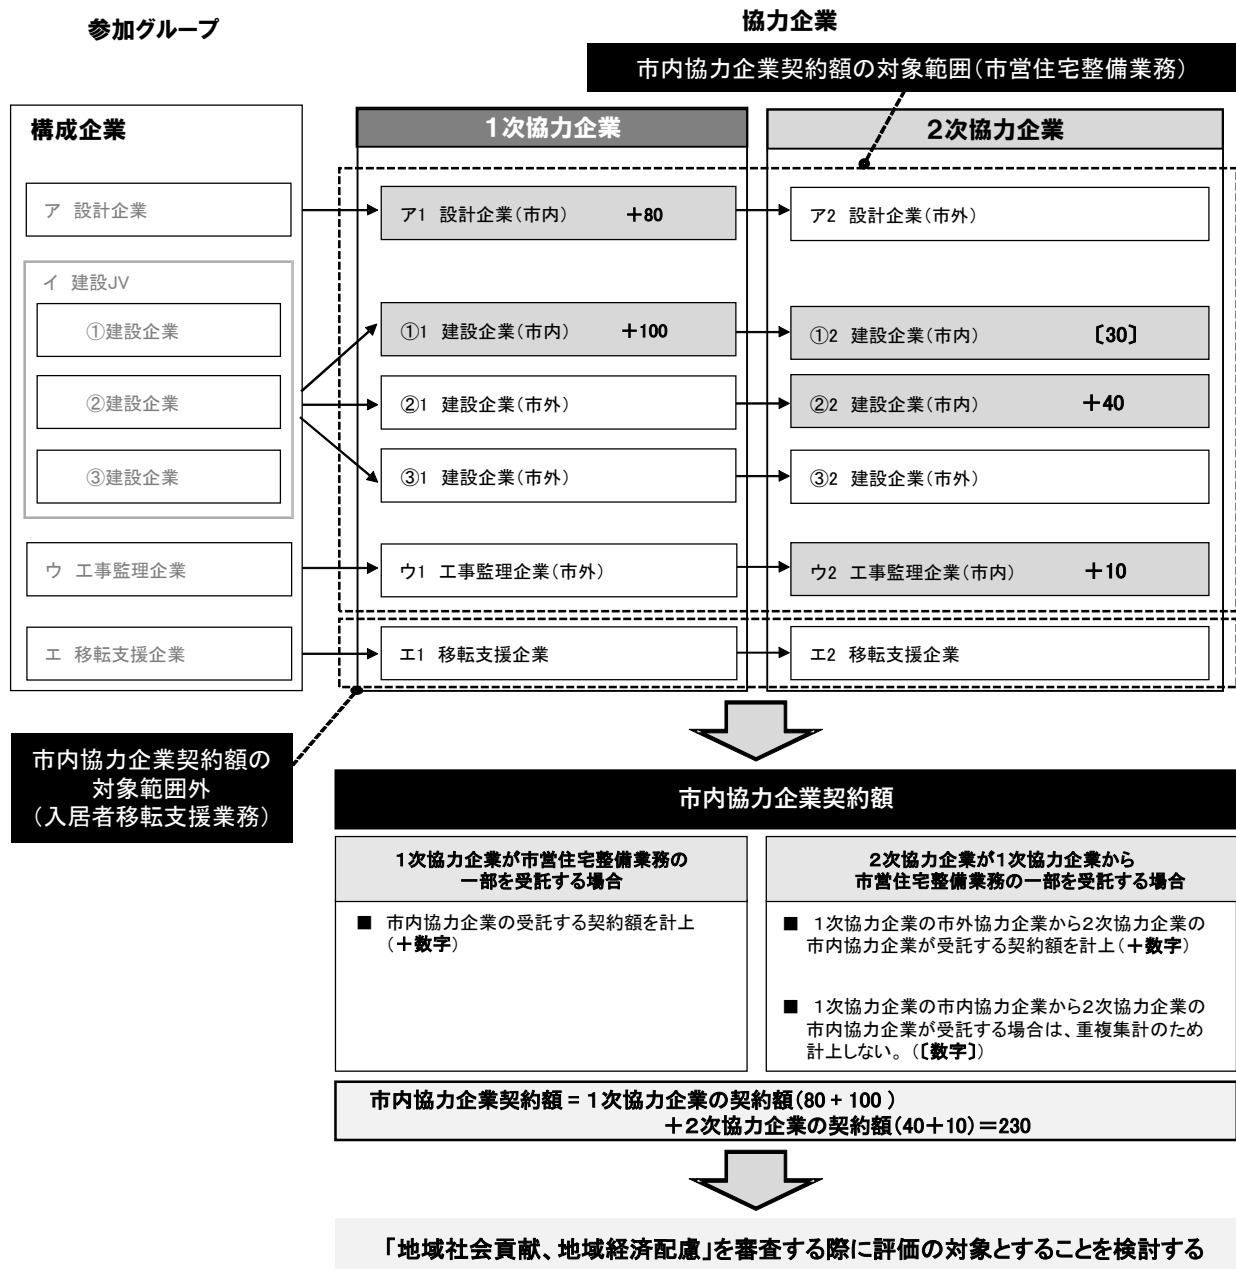 参加グループ
協力企業
市内協力企業契約額の対象範囲(市営住宅整備業務)
構成企業
1次協力企業
2次協力企業
ア 設計企業
ア1 設計企業(市内) +80
ア2 設計企業(市外)
イ 建設JV
①建設企業
①1 建設企業(市内) +100
①2 建設企業(市内) 〔30〕
②建設企業
②1 建設企業(市外)
②2 建設企業(市内) +40
③建設企業
③1 建設企業(市外)
③2 建設企業(市外)
ウ 工事監理企業
ウ1 工事監理企業(市外)
ウ2 工事監理企業(市内) +10
エ 移転支援企業
エ1 移転支援企業
エ2 移転支援企業
市内協力企業契約額の
対象範囲外
(入居者移転支援業務)
市内協力企業契約額
1次協力企業が市営住宅整備業務の
一部を受託する場合
■ 市内協力企業の受託する契約額を計上
(+数字)
2次協力企業が1次協力企業から
市営住宅整備業務の一部を受託する場合
■ 1次協力企業の市外協力企業から2次協力企業の
市内協力企業が受託する契約額を計上(+数字)
■ 1次協力企業の市内協力企業から2次協力企業の
市内協力企業が受託する場合は、重複集計のため
計上しない。(〔数字〕)
市内協力企業契約額 = 1次協力企業の契約額(80 + 100 )
+2次協力企業の契約額(40+10)=230
「地域社会貢献、地域経済配慮」を審査する際に評価の対象とすることを検討する